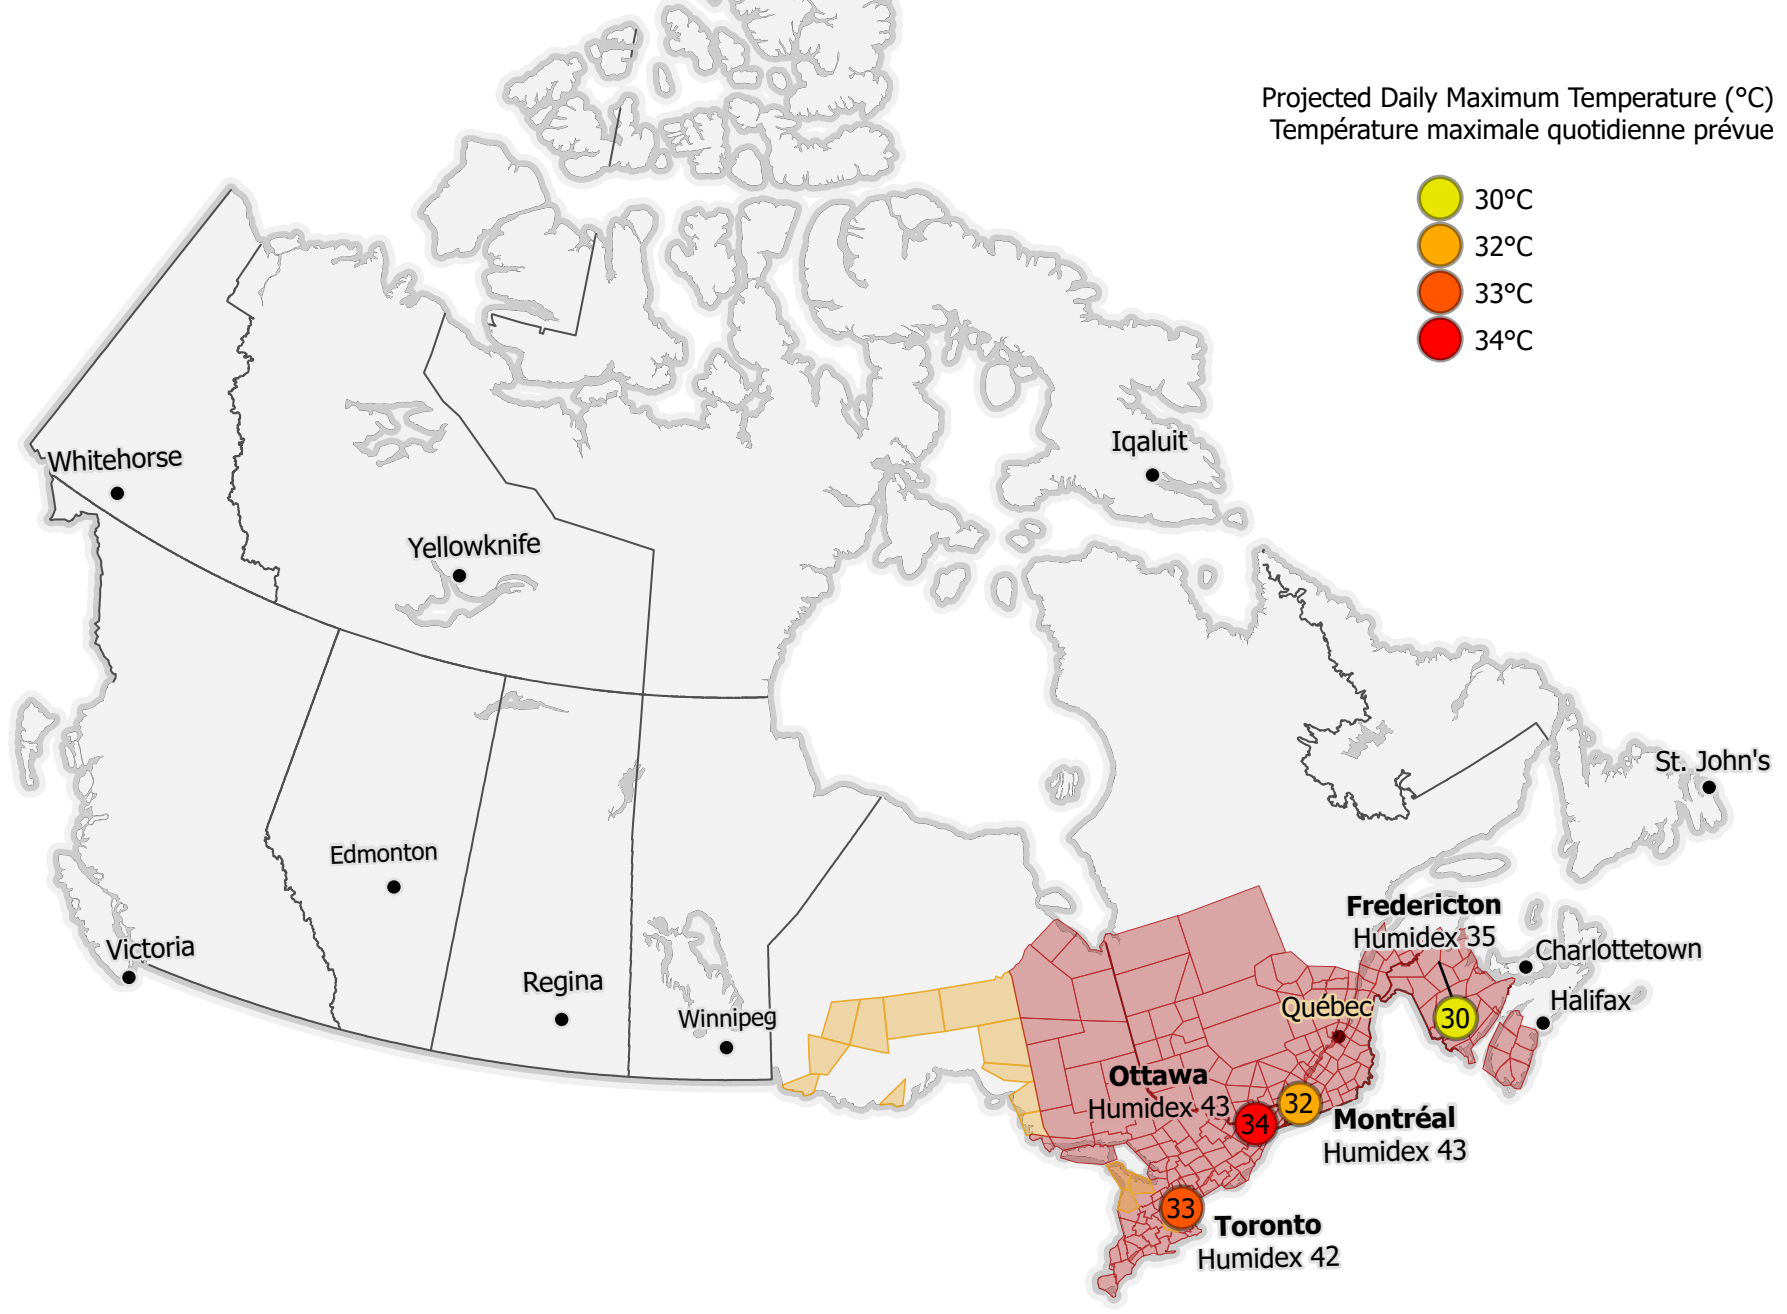 Projected Daily Maximum Temperature (°C)
Température maximale quotidienne prévue
30°C
32°C
33°C
34°C
Iqaluit
Whitehorse
Yellowknife
St. John's
Edmonton
Fredericton
Humidex 35
Victoria
Charlottetown
Regina
Halifax
Québec
Winnipeg
30
Ottawa
Humidex 43
32
34
Montréal
Humidex 43
33
Toronto
Humidex 42